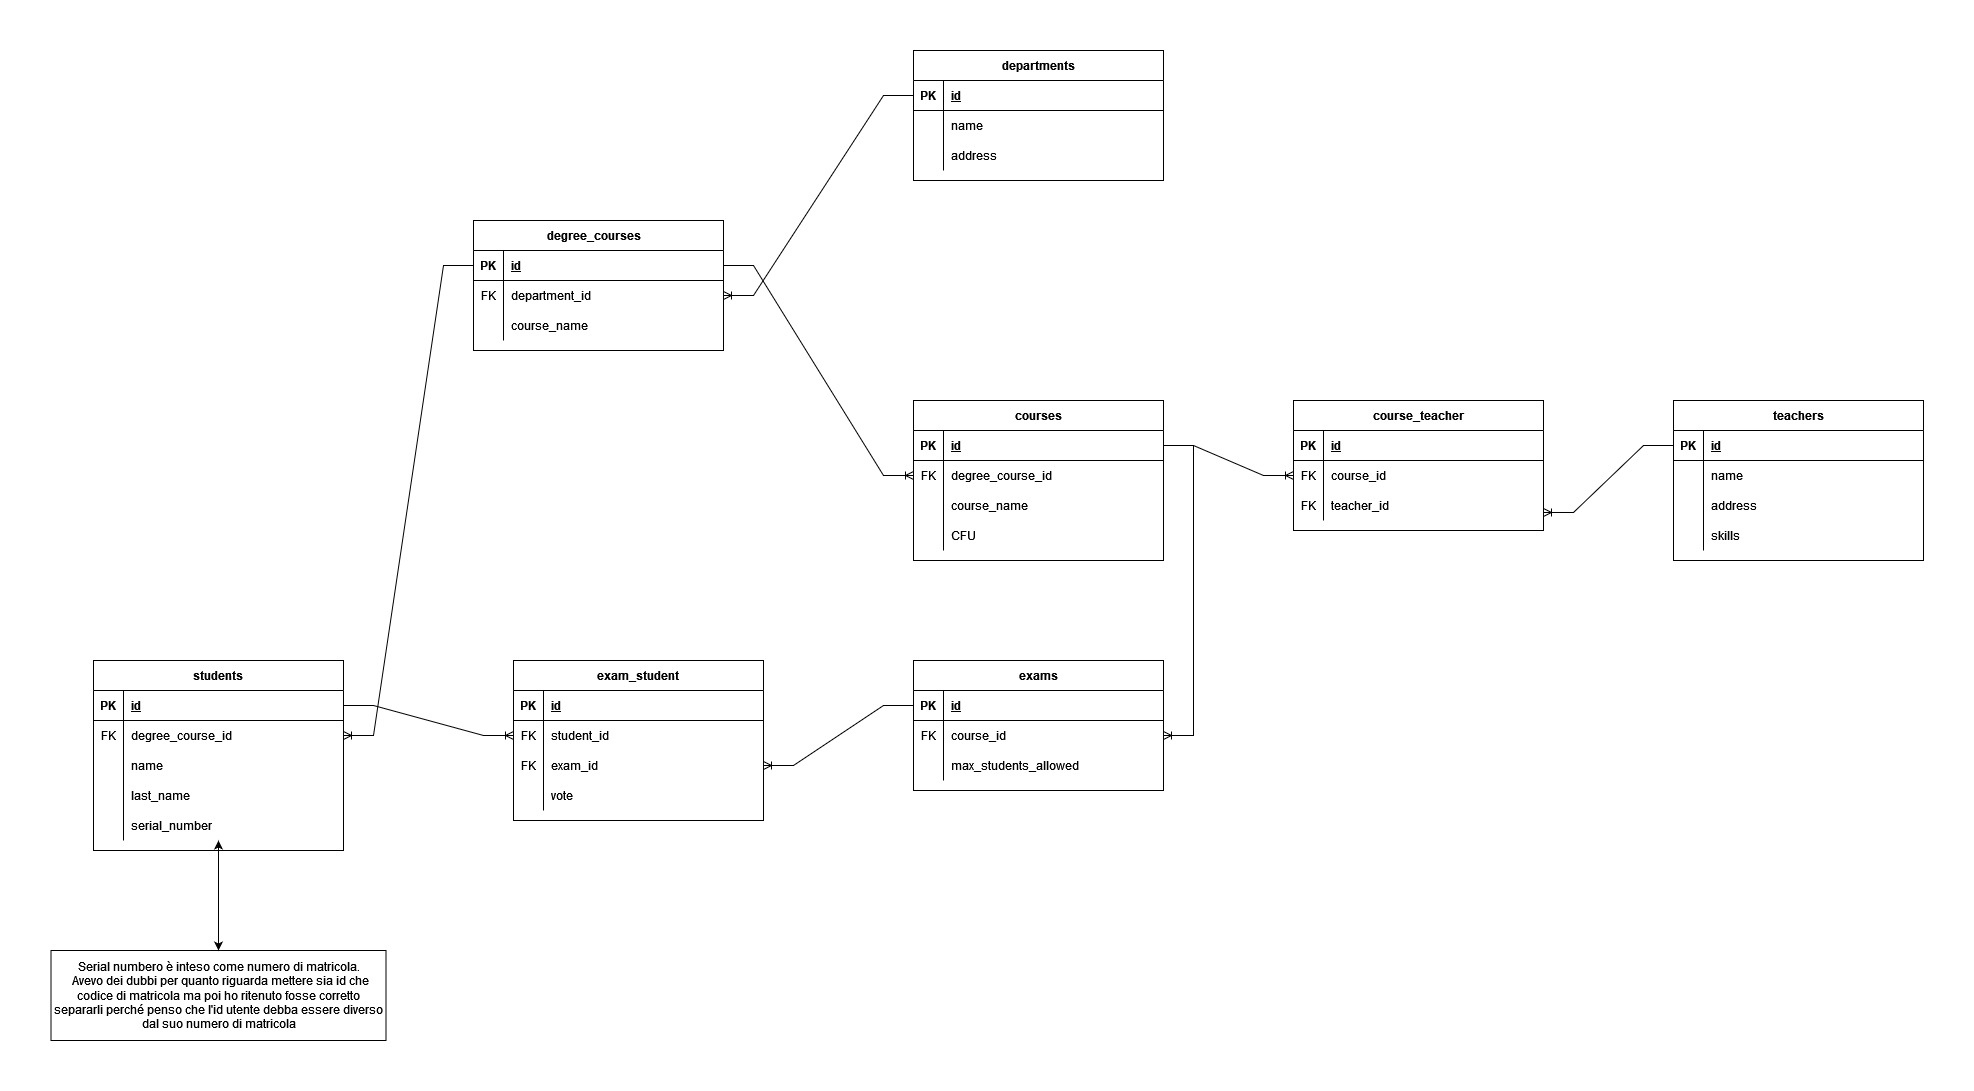 departments
PK id
name
address
degree_courses
PK id
FK department_id
course_name
courses
PK id
FK degree_course_id
course_name
CFU
course_teacher
PK id
FK course_id
FK teacher_id
teachers
PK id
name
address
skills
students
PK id
FK degree_course_id
name
last_name
serial_number
exam_student
PK id
FK student_id
FK exam_id
vote
exams
PK id
FK course_id
max_students_allowed
Serial numbero è inteso come numero di matricola.
Avevo dei dubbi per quanto riguarda mettere sia id che
codice di matricola ma poi ho ritenuto fosse corretto
separarli perché penso che l'id utente debba essere diverso
dal suo numero di matricola